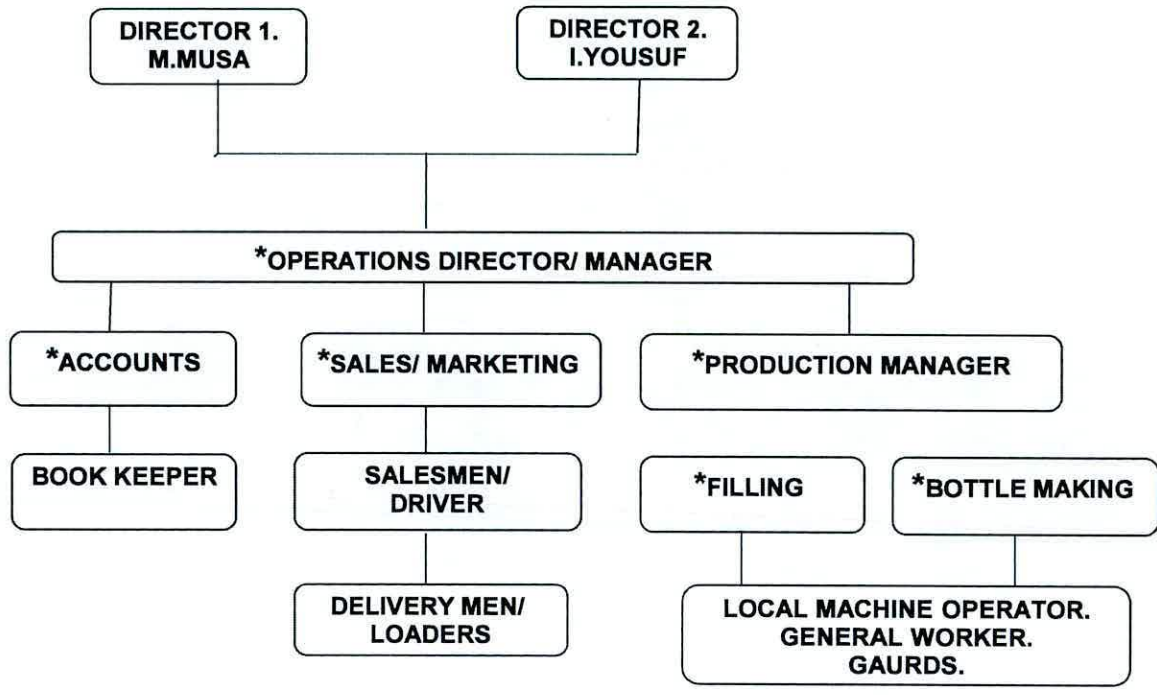 DIRECTOR 1.
M.MUSA
DIRECTOR 2.
I.YOUSUF
*OPERATIONS DIRECTOR/ MANAGER
*ACCOUNTS
*SALES/ MARKETING
*PRODUCTION MANAGER
BOOK KEEPER
SALESMEN/
DRIVER
*FILLING
*BOTTLE MAKING
DELIVERY MEN/
LOADERS
LOCAL MACHINE OPERATOR.
GENERAL WORKER.
GAURDS.